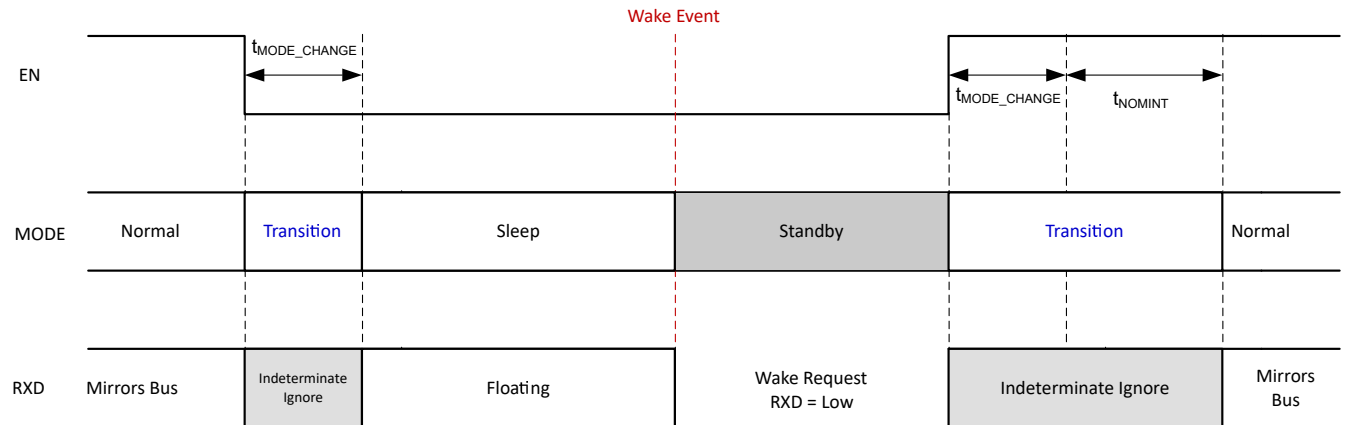 Wake Event
EN
tMODE_CHANGE
tMODE_CHANGE
tNOMINT
MODE
Normal
Transition
Sleep
Standby
Transition
Normal
RXD
Mirrors Bus
Indeterminate
Ignore
Floating
Wake Request
RXD = Low
Indeterminate Ignore
Mirrors
Bus